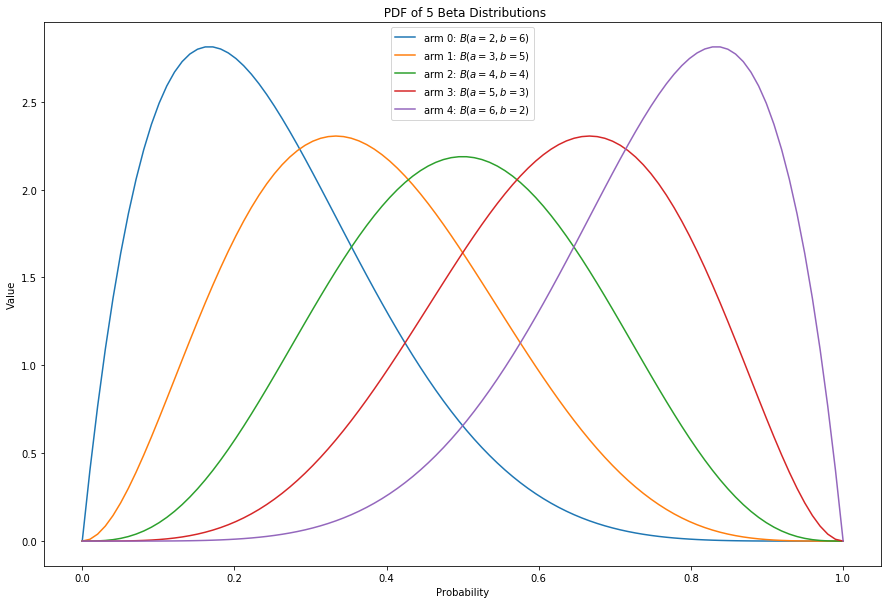 PDF of 5 Beta Distributions
arm 0: B(a = 2, b = 6)
arm 1: B(a = 3, b = 5)
arm 2: B(a = 4, b = 4)
arm 3: B(a = 5, b = 3)
arm 4: B(a = 6, b = 2)
Value
2.5
2.0
1.5
1.0
0.5
0.0
0.0 0.2 0.4 0.6 0.8 1.0
Probability